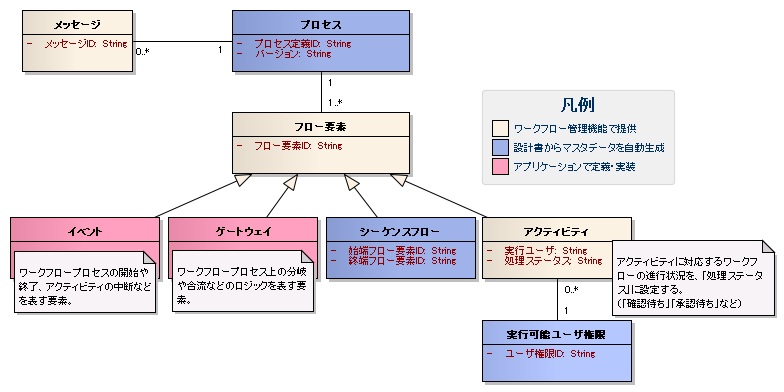 メッセージ
- メッセージID: String
プロセス
- プロセス定義ID: String
- バージョン: String
0..*
1
1
1..*
フロー要素
- フロー要素ID: String
凡例
ワークフロー管理機能で提供
設計書からマスタデータを自動生成
アプリケーションで定義・実装
イベント
ワークフロープロセスの開始や
終了、アクティビティの中断など
を表す要素。
ゲートウェイ
ワークフロープロセス上の分岐
や合流などのロジックを表す要
素。
シーケンスフロー
- 始端フロー要素ID: String
- 終端フロー要素ID: String
アクティビティ
- 実行ユーザ: String
- 処理ステータス: String
アクティビティに対応するワークフ
ローの進行状況を、「処理ステータ
ス」に設定する。
(「確認待ち」「承認待ち」など)
0..*
1
実行可能ユーザ権限
- ユーザ権限ID: String